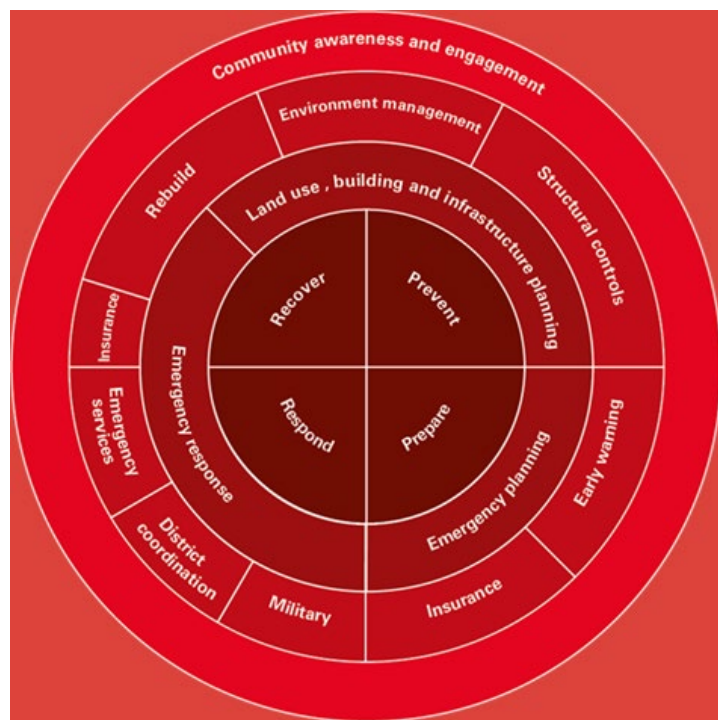 Community awareness and engagement
Environment management
Rebuild
Structural controls
Land use , building and infrastructure planning
Recover
Prevent
Insurance
Emergency response
Emergency
services
Respond
Prepare
Emergency planning
Early warning
District
coordination
Military
Insurance